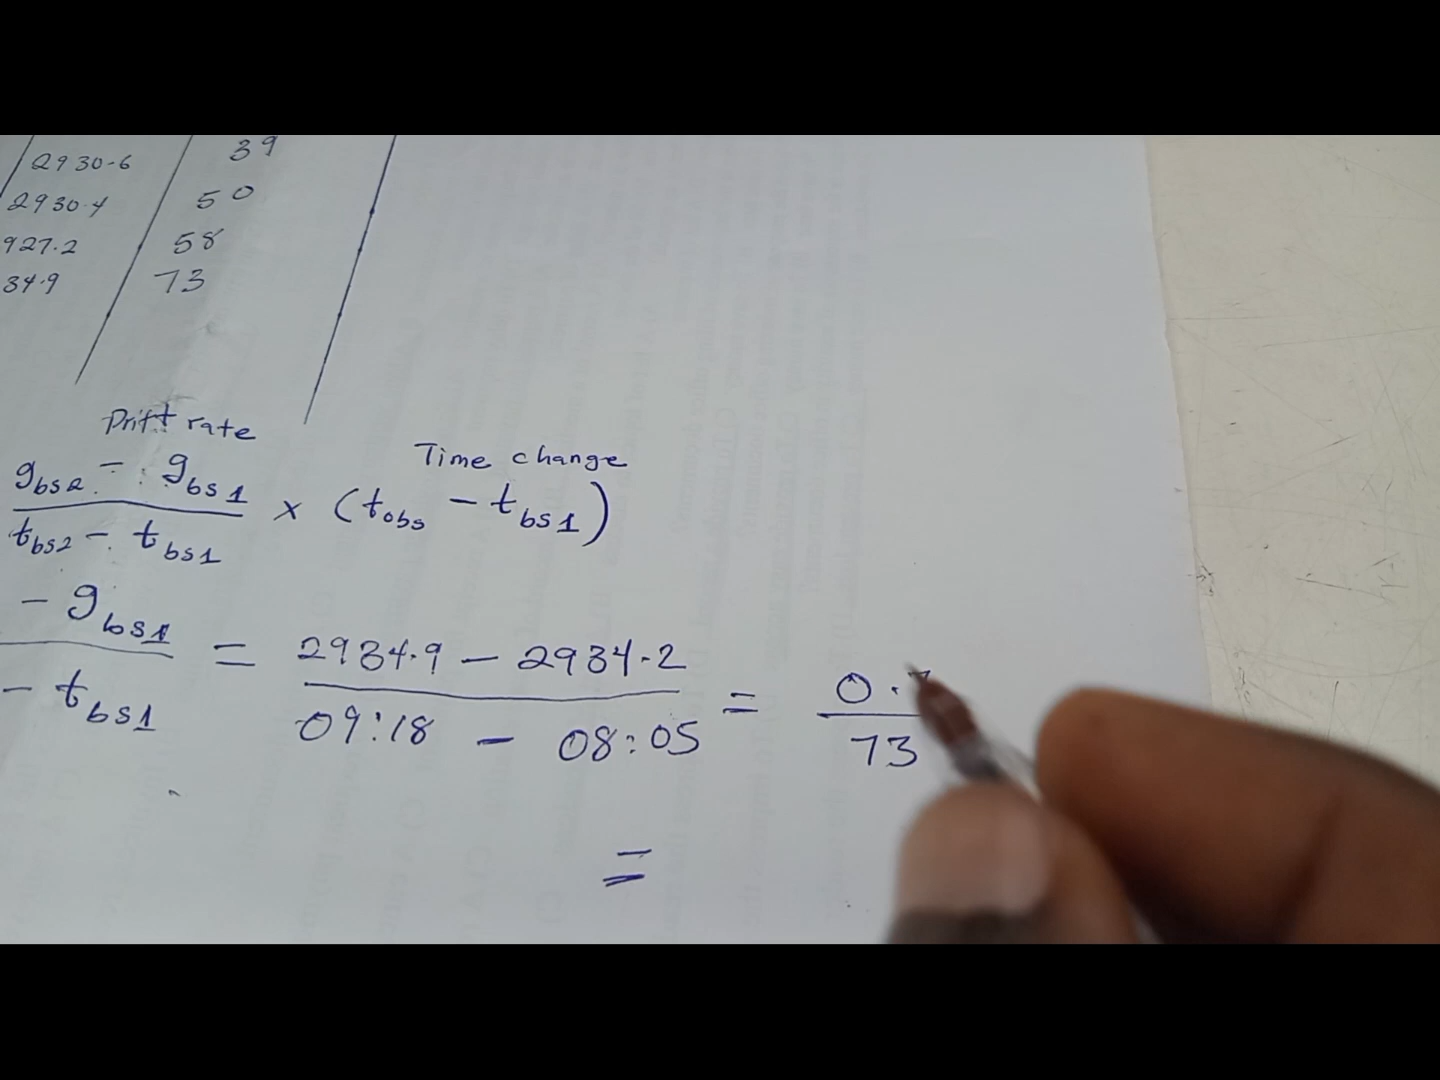 2930.6 39
2930.4 50
927.2 58
34.9 73
Drift rate
Time change
gbs2 - gbs1
× (tobs - tbs1)
tbs2 - tbs1
- gbs1
- tbs1
= 2934.9 - 2934.2
09:18 - 08:05
= 0.7
73
=